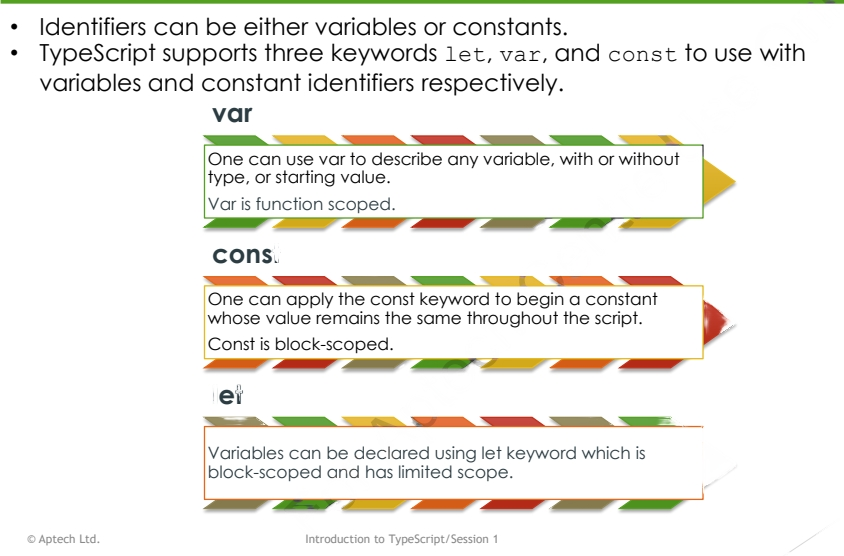 • Identifiers can be either variables or constants.
• TypeScript supports three keywords let, var, and const to use with
variables and constant identifiers respectively.
var
One can use var to describe any variable, with or without
type, or starting value.
Var is function scoped.
cons
One can apply the const keyword to begin a constant
whose value remains the same throughout the script.
Const is block-scoped.
et
Variables can be declared using let keyword which is
block-scoped and has limited scope.
© Aptech Ltd.
Introduction to TypeScript/Session 1